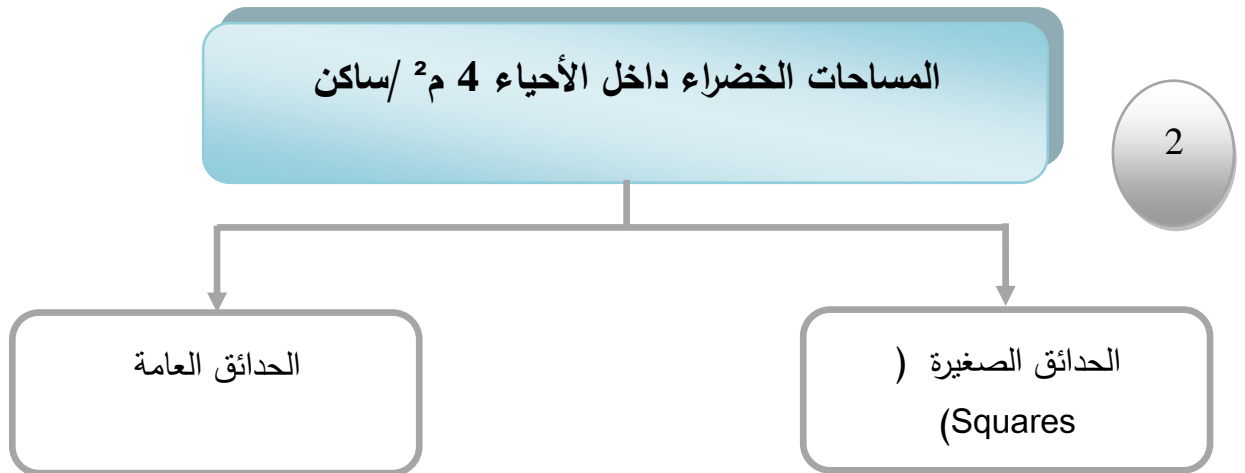 المساحات الخضراء داخل الأحياء 4 م² /ساكن
2
الحدائق الصغيرة (
Squares)
الحدائق العامة